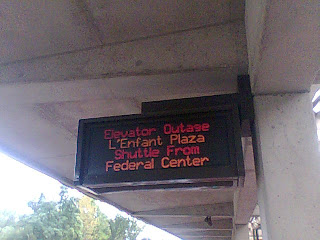 Elevator Outage
L'Enfant Plaza
Shuttle From
Federal Center